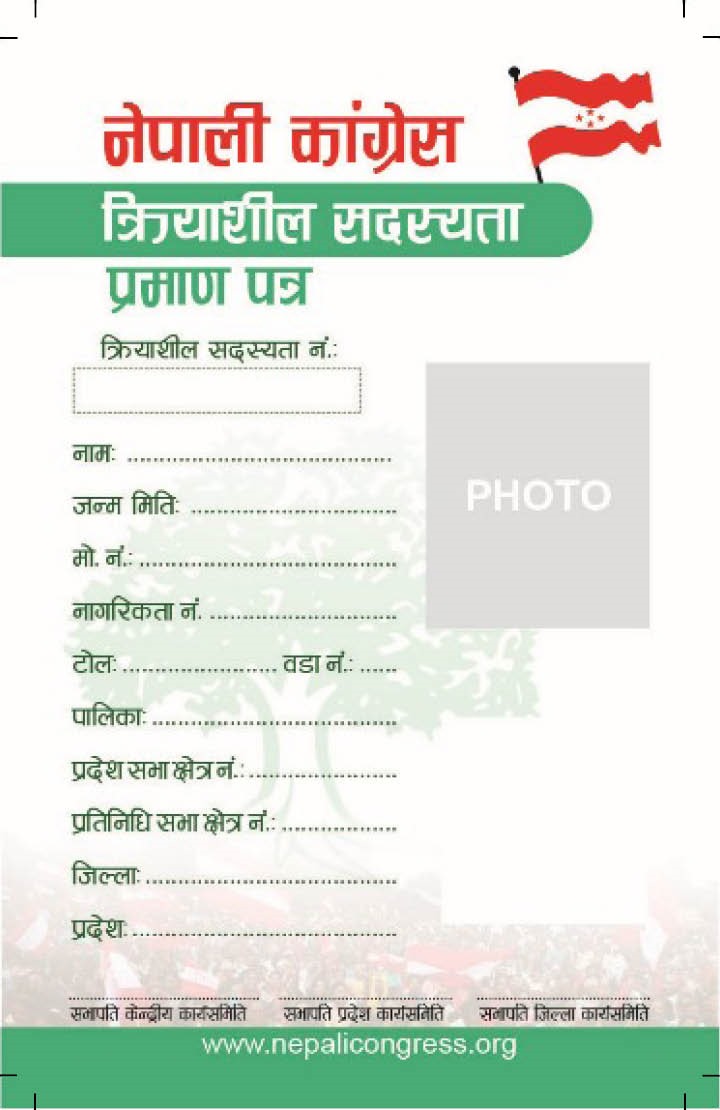 नेपाली कांग्रेस
क्रियाशील सदस्यता
प्रमाण पत्र
क्रियाशील सदस्यता नं.:
PHOTO
नामः ........................................
जन्म मितिः ................................
मो. नं.: ........................................
नागरिकता नं. .............................
टोलः ........................ वडा नं.: ......
पालिकाः ......................................
प्रदेश सभा क्षेत्र नं.: .......................
प्रतिनिधि सभा क्षेत्र नं.: ..................
जिल्लाः .......................................
प्रदेशः .........................................
सभापति केन्द्रीय कार्यसमिति सभापति प्रदेश कार्यसमिति सभापति जिल्ला कार्यसमिति
www.nepalicongress.org